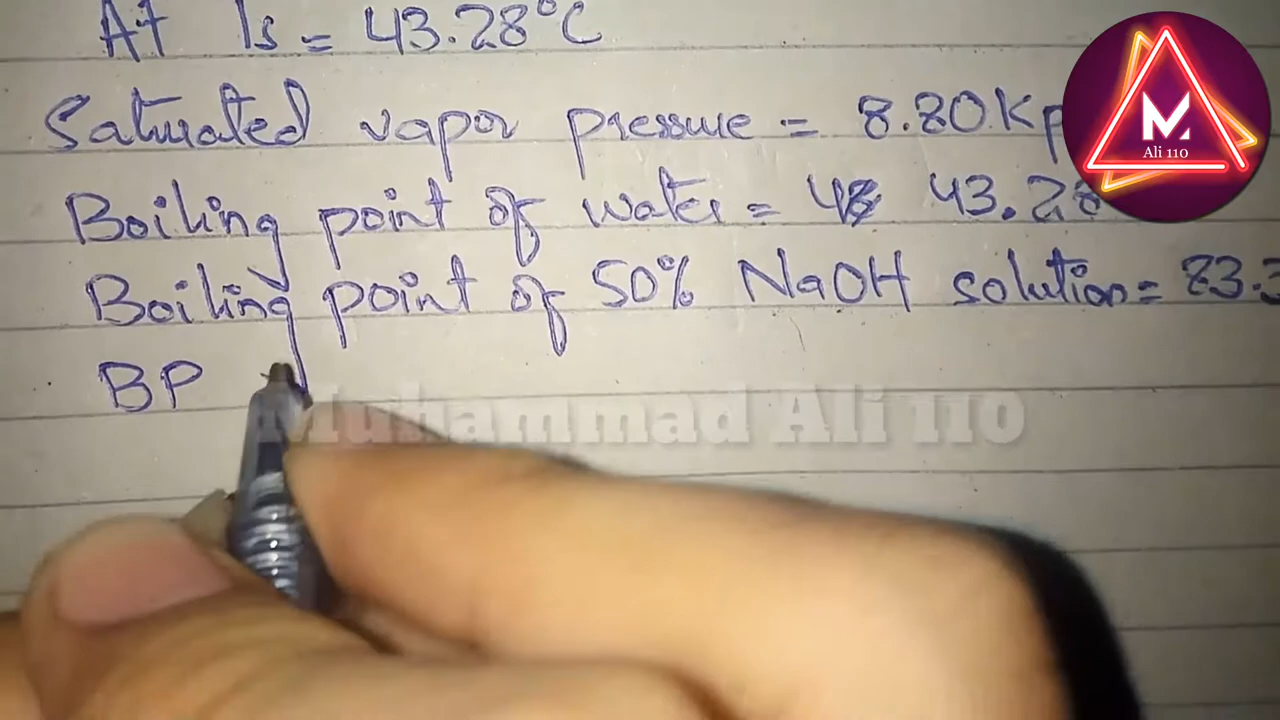 At Ts = 43.28°C
Saturated vapor pressure = 8.80 Kp
Boiling point of water = 43.28
Boiling point of 50% NaOH solution = 83.3
BP
M.
Ali 110
Muhammad Ali 110